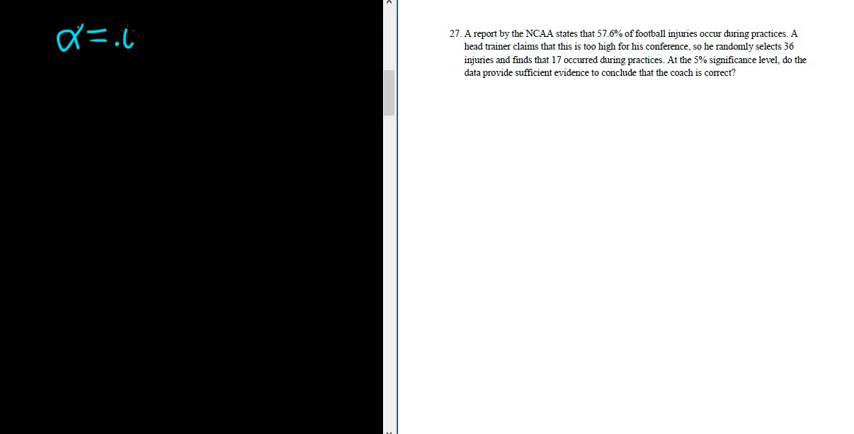 α = .
27. A report by the NCAA states that 57.6% of football injuries occur during practices. A
head trainer claims that this is too high for his conference, so he randomly selects 36
injuries and finds that 17 occurred during practices. At the 5% significance level, do the
data provide sufficient evidence to conclude that the coach is correct?